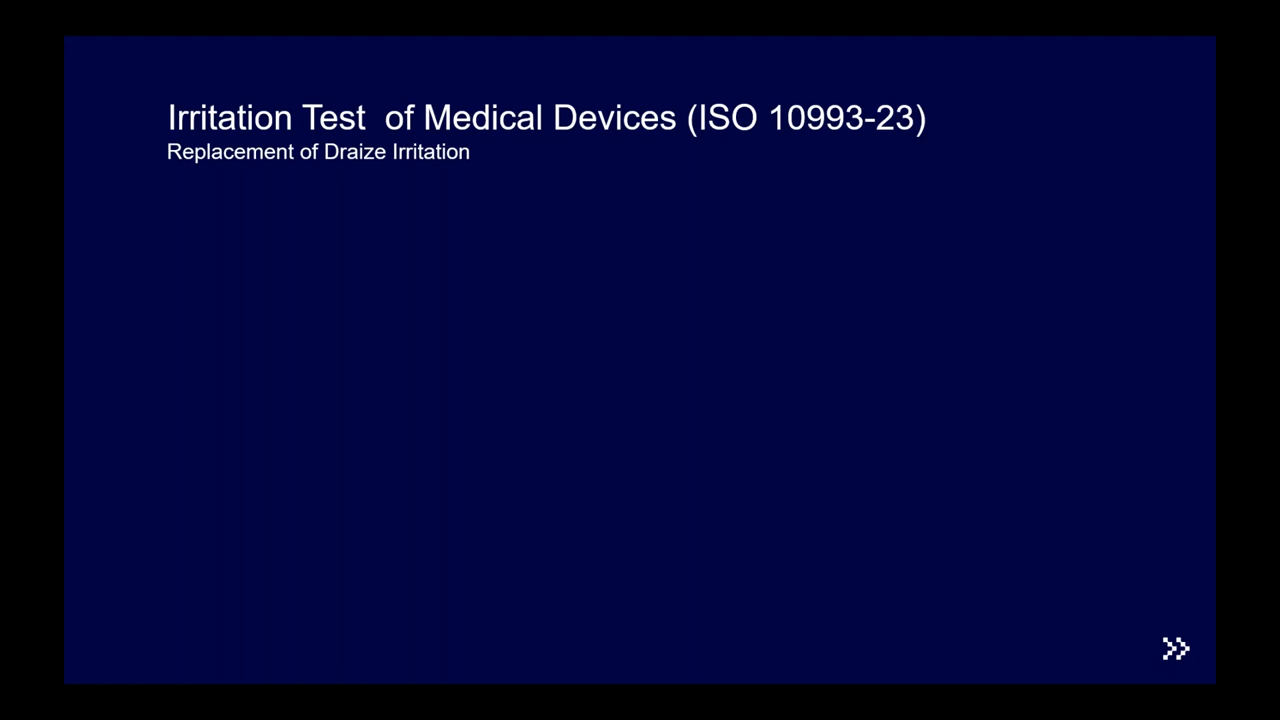 Irritation Test  of Medical Devices (ISO 10993-23)
Replacement of Draize Irritation